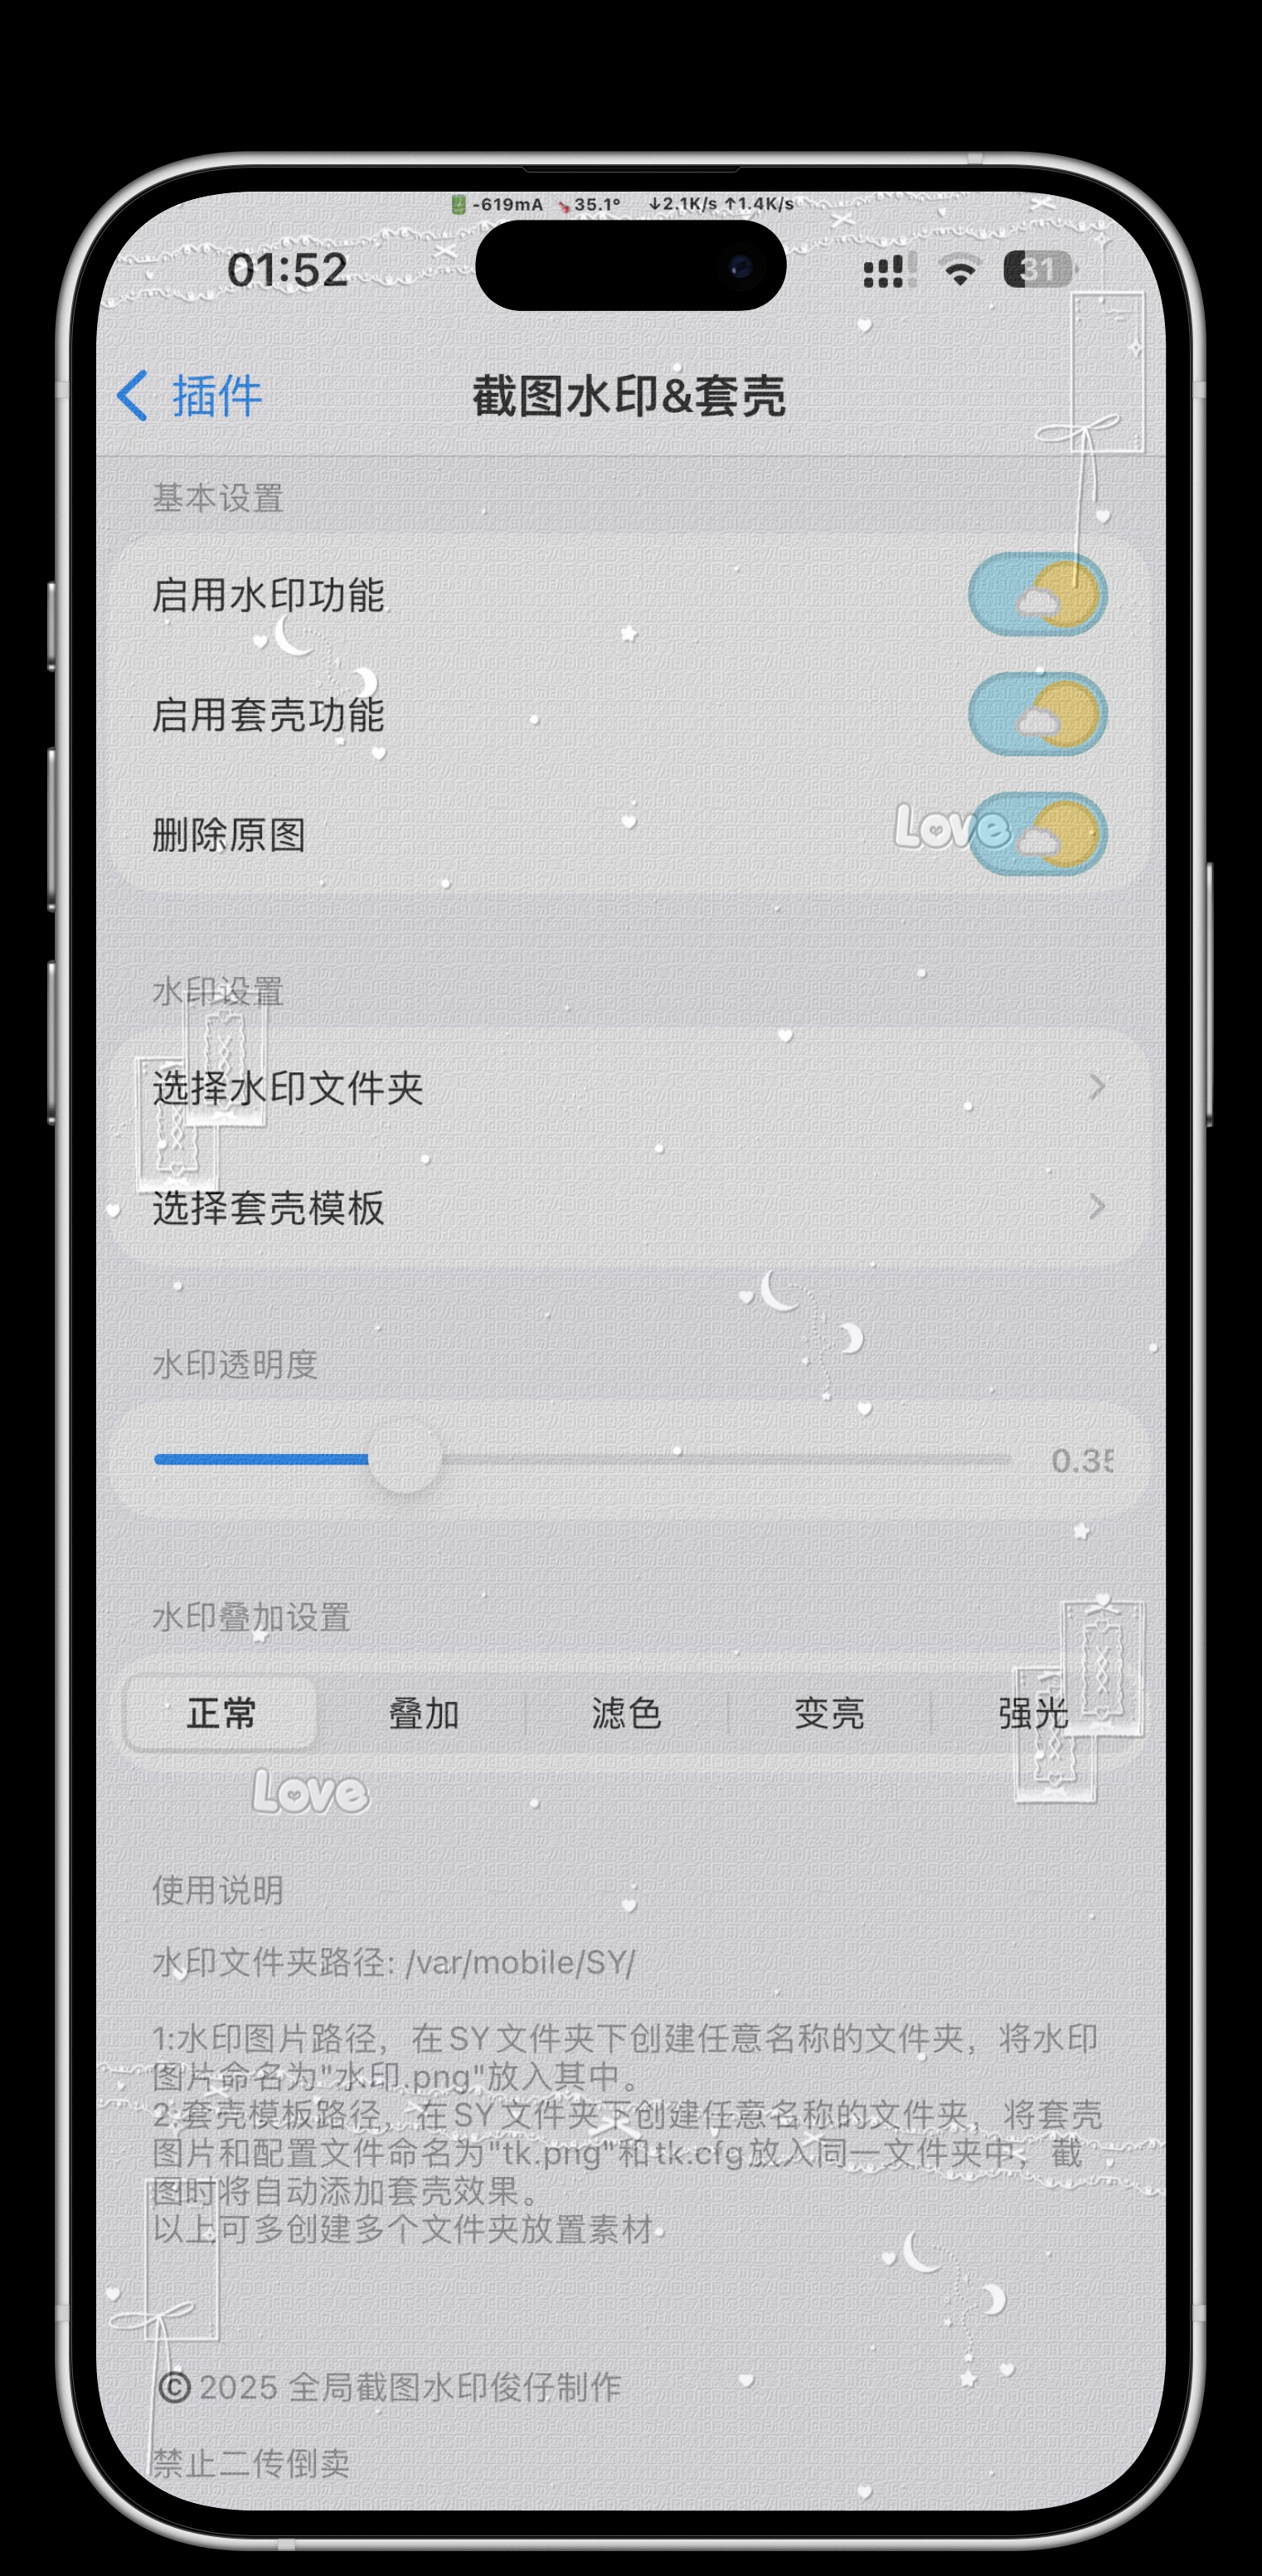 -619mA 35.1° ↓2.1K/s ↑1.4K/s
01:52
31
插件
截图水印&套壳
基本设置
启用水印功能
启用套壳功能
删除原图
Love
水印设置
选择水印文件夹
选择套壳模板
水印透明度
0.35
水印叠加设置
正常 叠加 滤色 变亮 强光
Love
使用说明
水印文件夹路径: /var/mobile/SY/
1:水印图片路径，在SY文件夹下创建任意名称的文件夹，将水印
图片命名为"水印.png"放入其中。
2:套壳模板路径，在SY文件夹下创建任意名称的文件夹，将套壳
图片和配置文件命名为"tk.png"和tk.cfg放入同一文件夹中，截
图时将自动添加套壳效果。
以上可多创建多个文件夹放置素材。
© 2025 全局截图水印俊仔制作
禁止二传倒卖